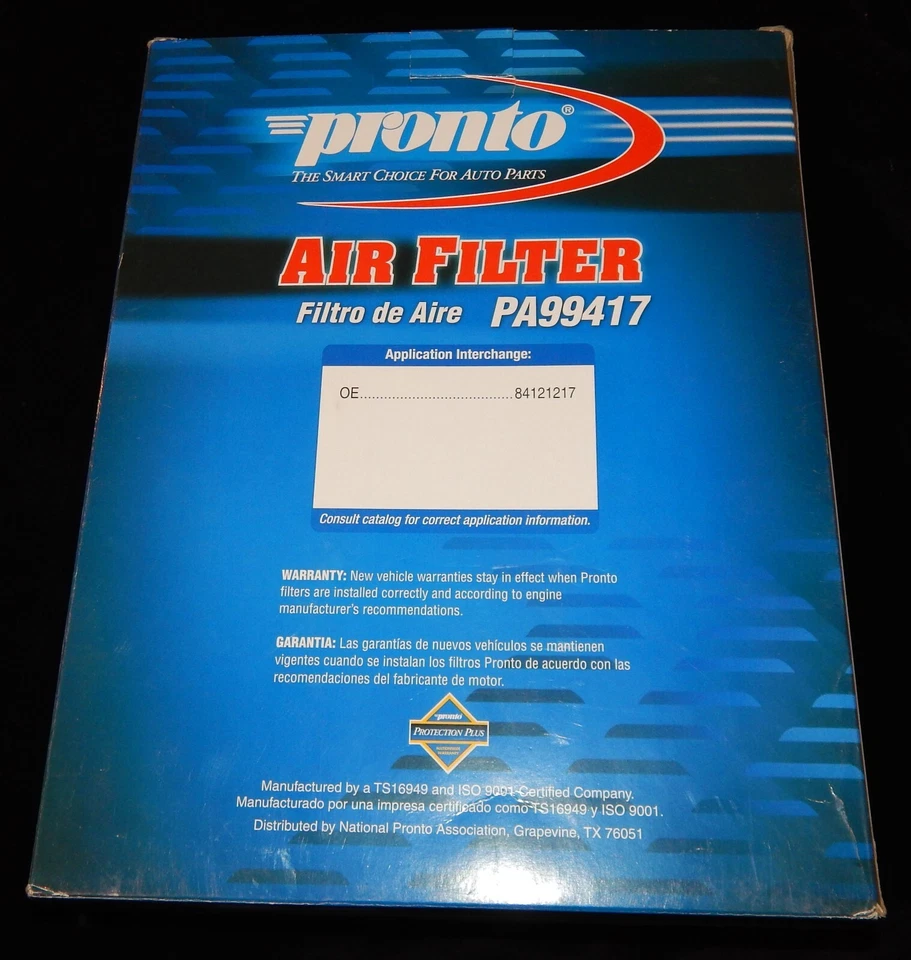 pronto®
THE SMART CHOICE FOR AUTO PARTS
AIR FILTER
Filtro de Aire PA99417
Application Interchange:
OE......................................84121217
Consult catalog for correct application information.
WARRANTY: New vehicle warranties stay in effect when Pronto
filters are installed correctly and according to engine
manufacturer's recommendations.
GARANTIA: Las garantías de nuevos vehículos se mantienen
vigentes cuando se instalan los filtros Pronto de acuerdo con las
recomendaciones del fabricante de motor.
pronto
PROTECTION PLUS
NATIONWIDE
WARRANTY
Manufactured by a TS16949 and ISO 9001 Certified Company.
Manufacturado por una impresa certificado como TS16949 y ISO 9001.
Distributed by National Pronto Association, Grapevine, TX 76051